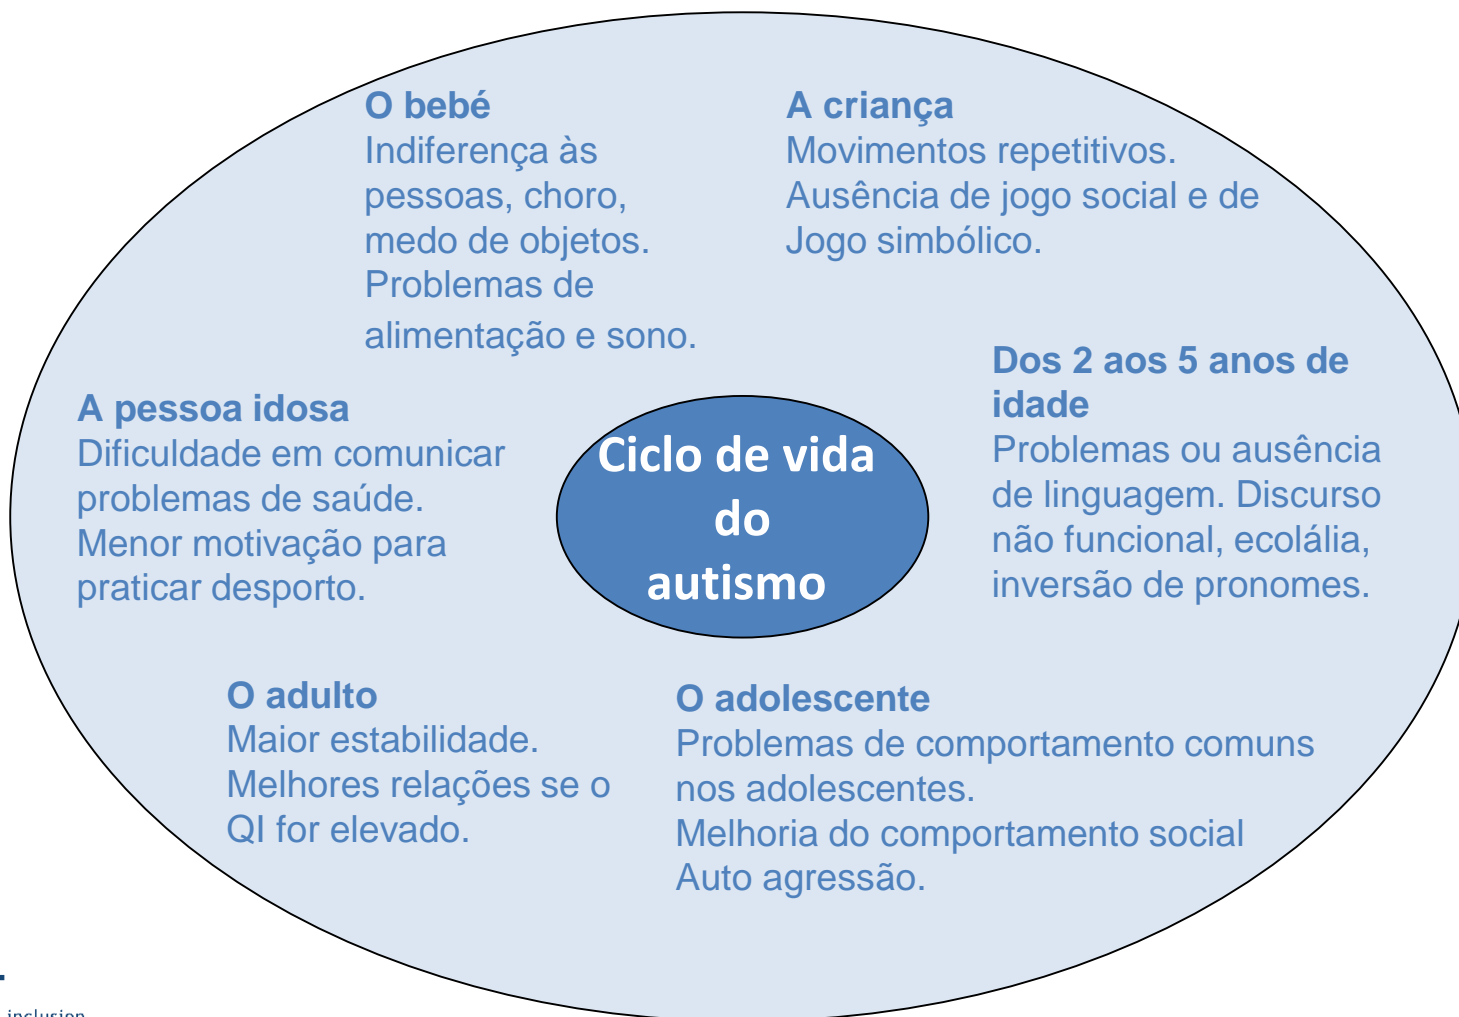 O bebé
Indiferença às
pessoas, choro,
medo de objetos.
Problemas de
alimentação e sono.
A criança
Movimentos repetitivos.
Ausência de jogo social e de
Jogo simbólico.
Dos 2 aos 5 anos de
idade
Problemas ou ausência
de linguagem. Discurso
não funcional, ecolália,
inversão de pronomes.
A pessoa idosa
Dificuldade em comunicar
problemas de saúde.
Menor motivação para
praticar desporto.
Ciclo de vida
do
autismo
O adulto
Maior estabilidade.
Melhores relações se o
QI for elevado.
O adolescente
Problemas de comportamento comuns
nos adolescentes.
Melhoria do comportamento social
Auto agressão.
inclusion